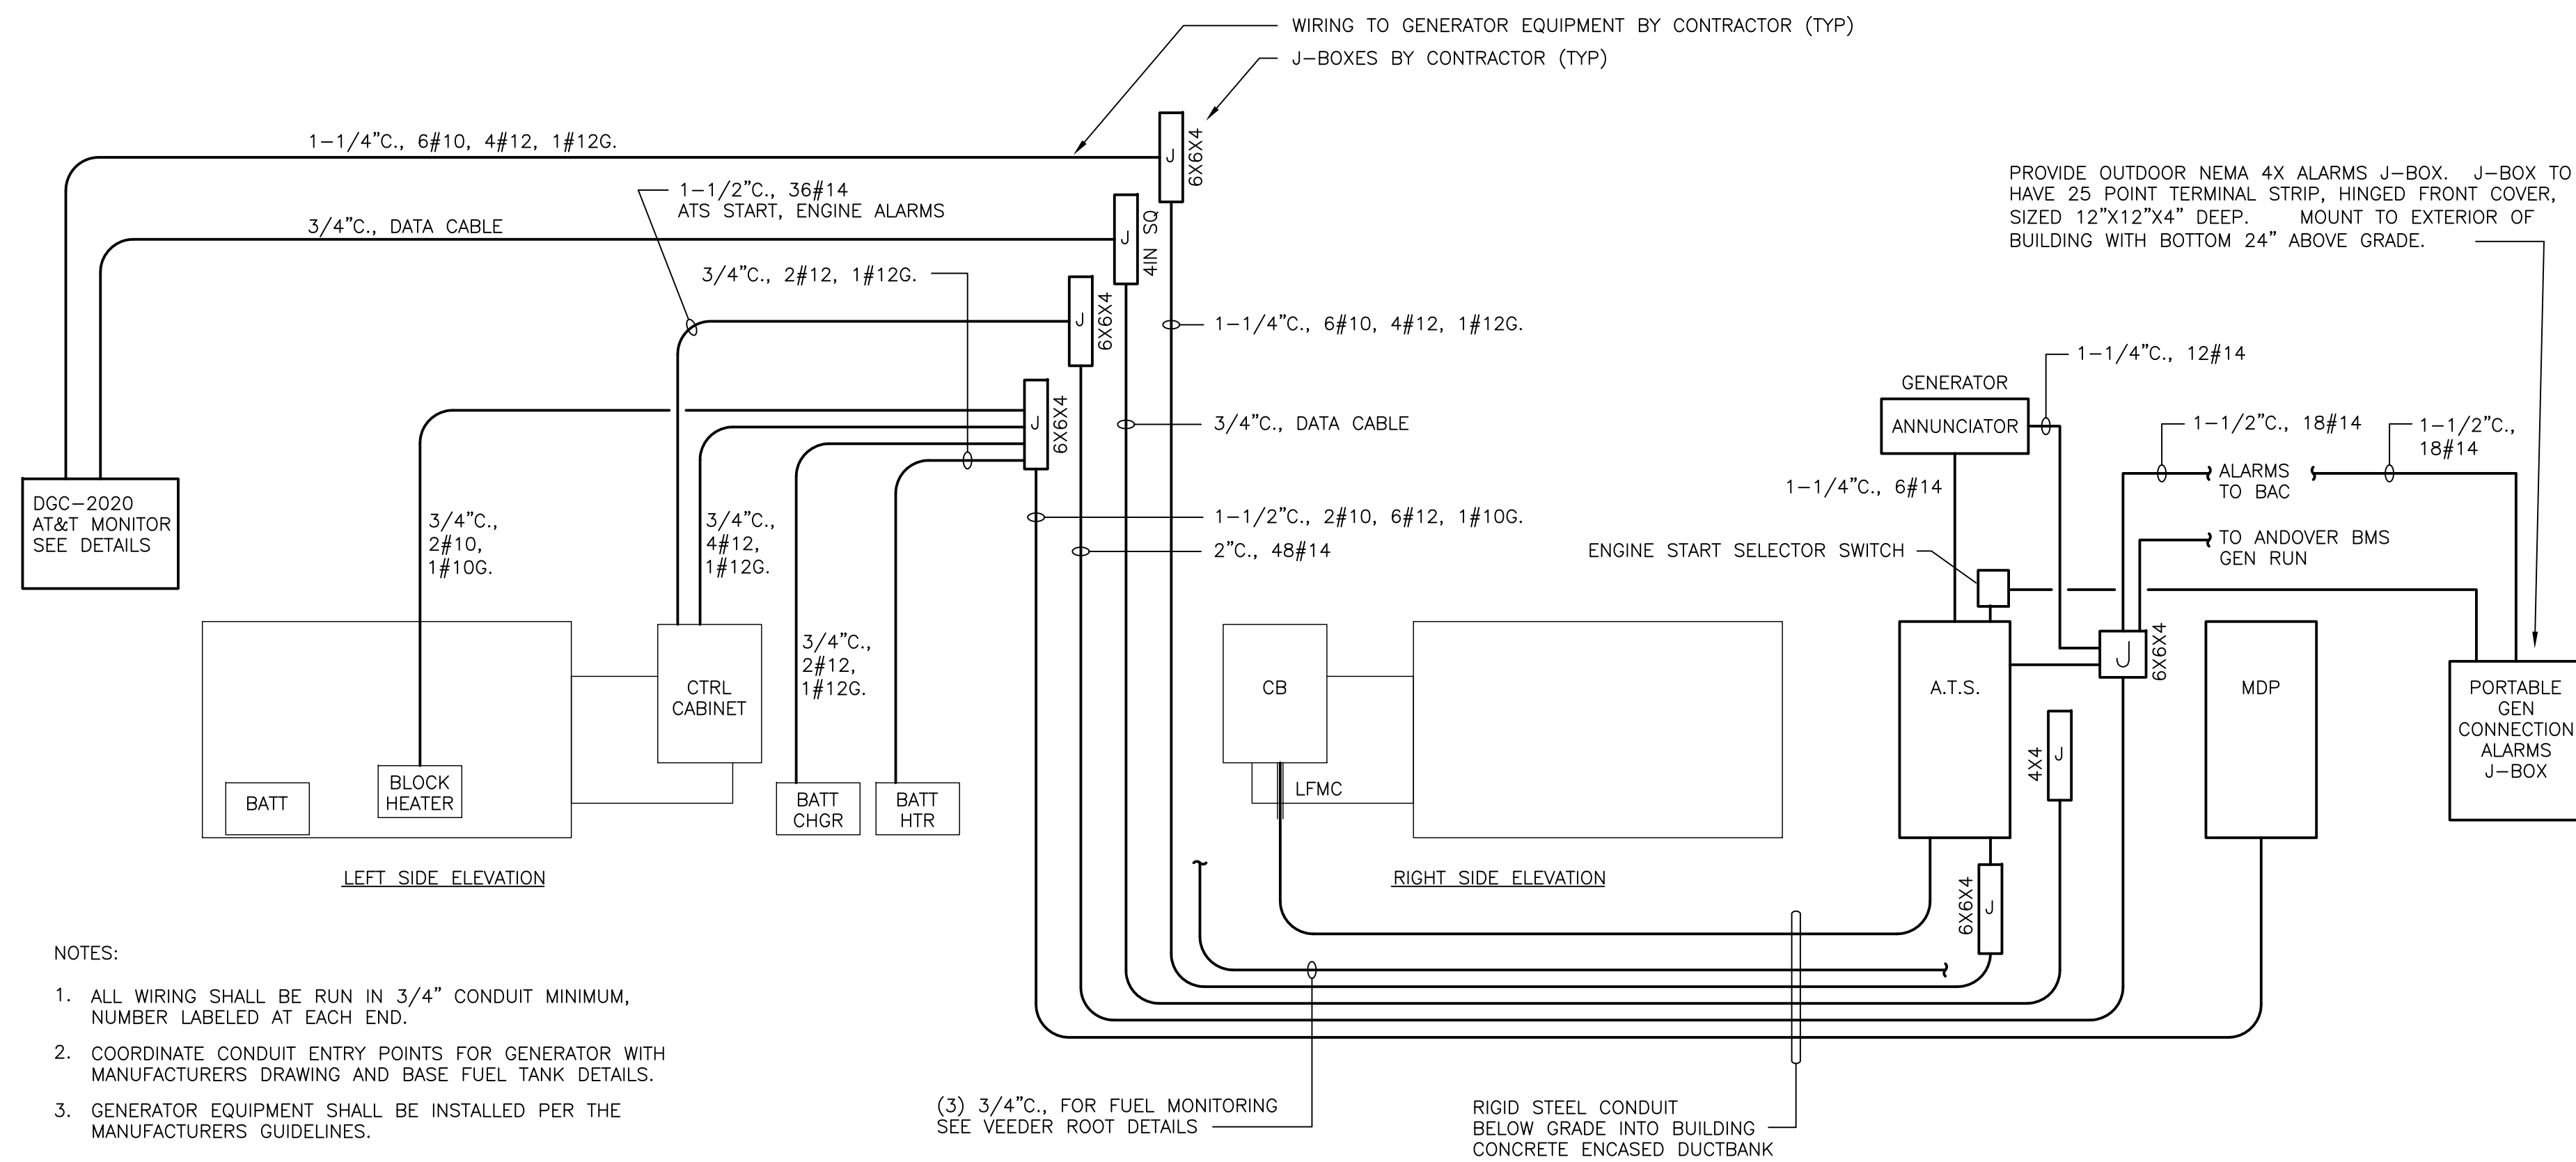 WIRING TO GENERATOR EQUIPMENT BY CONTRACTOR (TYP)
J-BOXES BY CONTRACTOR (TYP)
1-1/4"C., 6#10, 4#12, 1#12G.
J
6X6X4
1-1/2"C., 36#14
ATS START, ENGINE ALARMS
3/4"C., DATA CABLE
J
4IN SQ
3/4"C., 2#12, 1#12G.
J
6X6X4
J
6X6X4
1-1/4"C., 6#10, 4#12, 1#12G.
3/4"C., DATA CABLE
1-1/2"C., 2#10, 6#12, 1#10G.
2"C., 48#14
PROVIDE OUTDOOR NEMA 4X ALARMS J-BOX. J-BOX TO
HAVE 25 POINT TERMINAL STRIP, HINGED FRONT COVER,
SIZED 12"X12"X4" DEEP. MOUNT TO EXTERIOR OF
BUILDING WITH BOTTOM 24" ABOVE GRADE.
1-1/4"C., 12#14
GENERATOR
ANNUNCIATOR
1-1/2"C., 18#14
1-1/2"C.,
18#14
ALARMS
TO BAC
1-1/4"C., 6#14
TO ANDOVER BMS
GEN RUN
ENGINE START SELECTOR SWITCH
DGC-2020
AT&T MONITOR
SEE DETAILS
3/4"C.,
2#10,
1#10G.
3/4"C.,
4#12,
1#12G.
3/4"C.,
2#12,
1#12G.
CTRL
CABINET
BATT
BLOCK
HEATER
BATT
CHGR
BATT
HTR
LEFT SIDE ELEVATION
CB
LFMC
RIGHT SIDE ELEVATION
A.T.S.
J
6X6X4
4X4
J
6X6X4
J
MDP
PORTABLE
GEN
CONNECTION
ALARMS
J-BOX
NOTES:
1. ALL WIRING SHALL BE RUN IN 3/4" CONDUIT MINIMUM,
NUMBER LABELED AT EACH END.
2. COORDINATE CONDUIT ENTRY POINTS FOR GENERATOR WITH
MANUFACTURERS DRAWING AND BASE FUEL TANK DETAILS.
3. GENERATOR EQUIPMENT SHALL BE INSTALLED PER THE
MANUFACTURERS GUIDELINES.
(3) 3/4"C., FOR FUEL MONITORING
SEE VEEDER ROOT DETAILS
RIGID STEEL CONDUIT
BELOW GRADE INTO BUILDING
CONCRETE ENCASED DUCTBANK